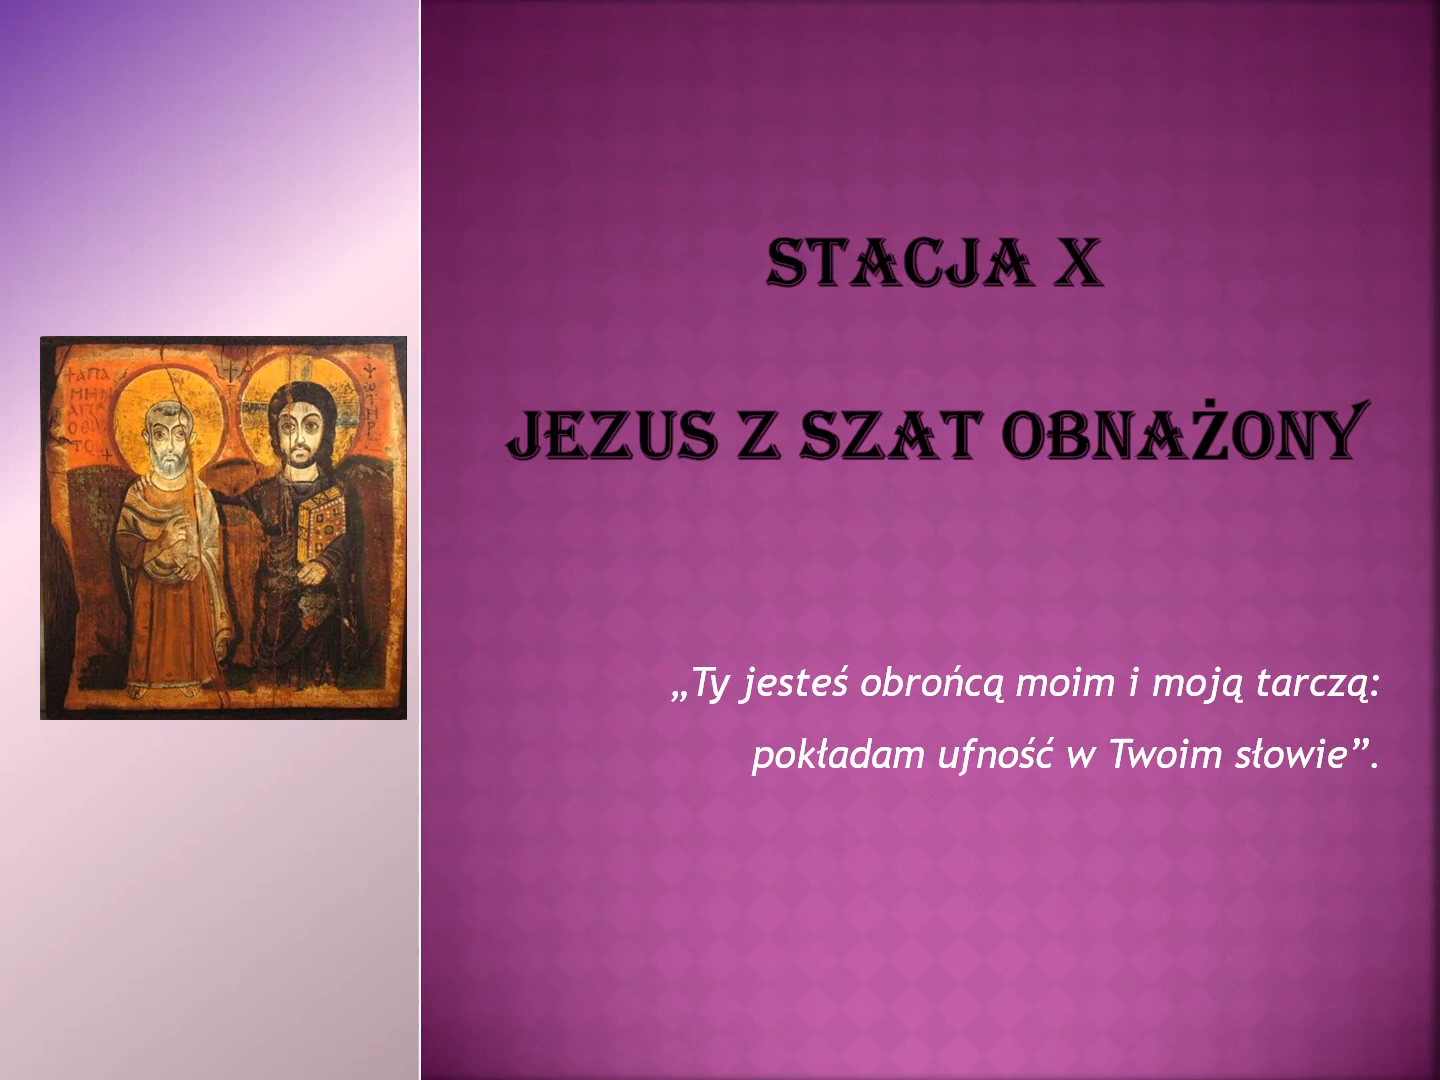 STACJA X
JEZUS Z SZAT OBNAŻONY
„Ty jesteś obrońcą moim i moją tarczą:
pokładam ufność w Twoim słowie”.